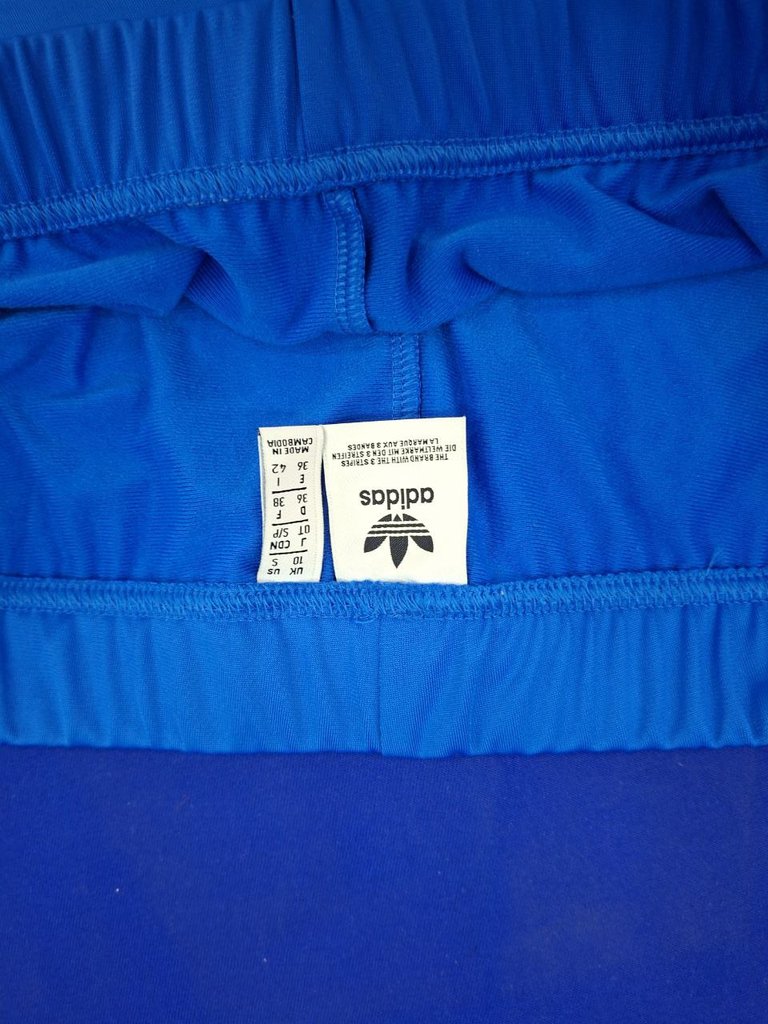 adidas
THE BRAND WITH THE 3 STRIPES
DIE WELTMARKE MIT DEN 3 STREIFEN
LA MARQUE AUX 3 BANDES
UK US
10 S
J CDN
OT S/P
D F
36 38
E I
36 42
MADE IN
CAMBODIA